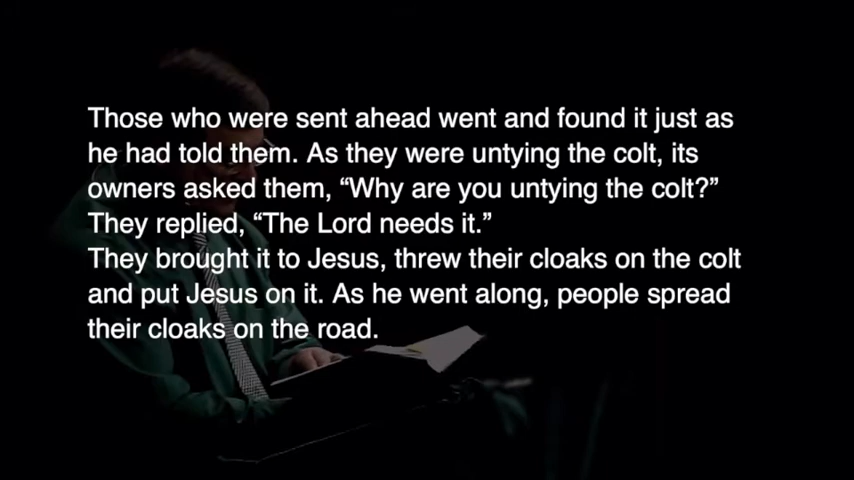 Those who were sent ahead went and found it just as
he had told them. As they were untying the colt, its
owners asked them, “Why are you untying the colt?”
They replied, “The Lord needs it.”
They brought it to Jesus, threw their cloaks on the colt
and put Jesus on it. As he went along, people spread
their cloaks on the road.